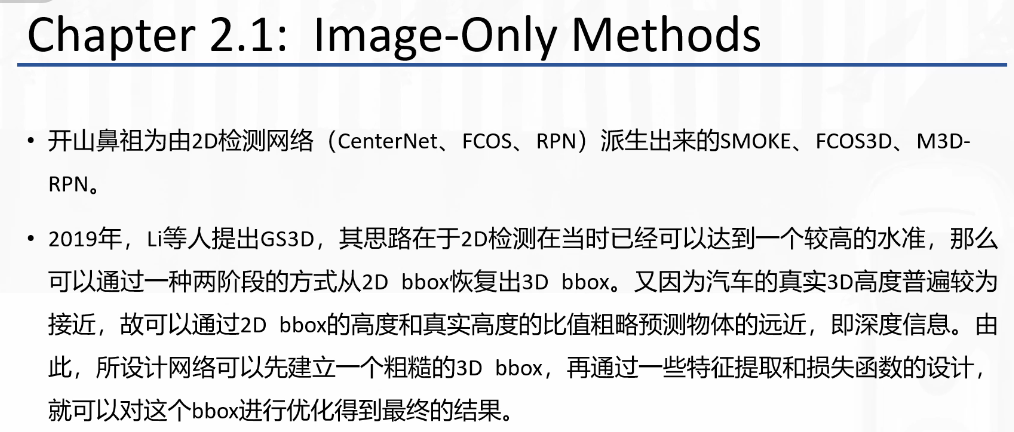 Chapter 2.1: Image-Only Methods
• 开山鼻祖为由2D检测网络（CenterNet、FCOS、RPN）派生出来的SMOKE、FCOS3D、M3D-
RPN。
• 2019年，Li等人提出GS3D，其思路在于2D检测在当时已经可以达到一个较高的水准，那么
可以通过一种两阶段的方式从2D bbox恢复出3D bbox。又因为汽车的真实3D高度普遍较为
接近，故可以通过2D bbox的高度和真实高度的比值粗略预测物体的远近，即深度信息。由
此，所设计网络可以先建立一个粗糙的3D bbox，再通过一些特征提取和损失函数的设计，
就可以对这个bbox进行优化得到最终的结果。